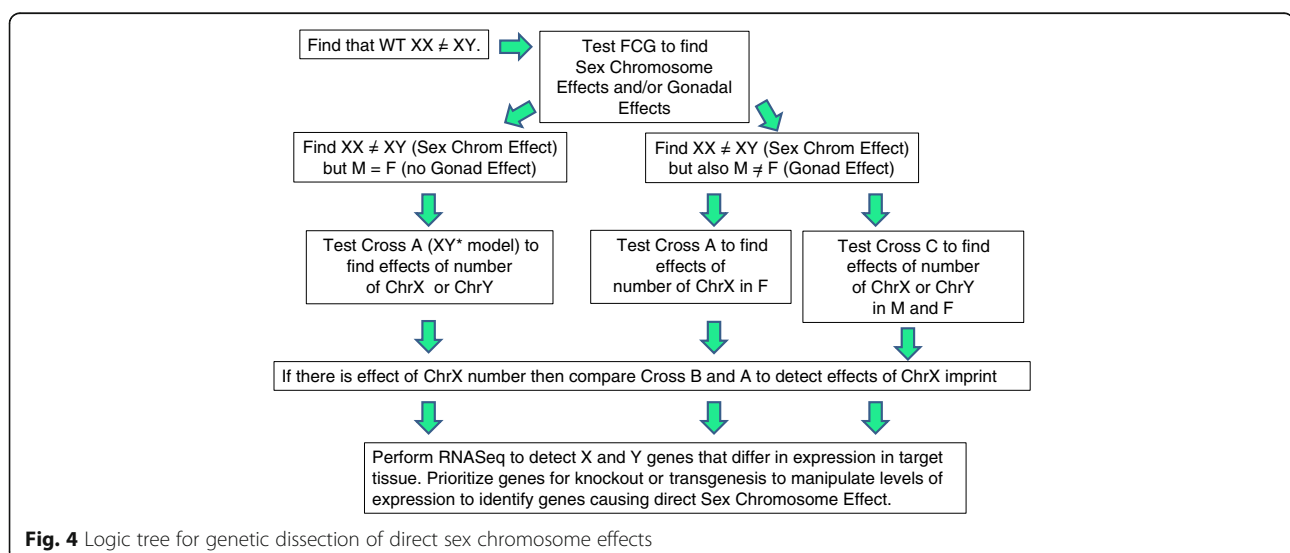 Find that WT XX ≠ XY.
Test FCG to find
Sex Chromosome
Effects and/or Gonadal
Effects
Find XX ≠ XY (Sex Chrom Effect)
but M = F (no Gonad Effect)
Find XX ≠ XY (Sex Chrom Effect)
but also M ≠ F (Gonad Effect)
Test Cross A (XY* model) to
find effects of number
of ChrX or ChrY
Test Cross A to find
effects of
number of ChrX in F
Test Cross C to find
effects of number
of ChrX or ChrY
in M and F
If there is effect of ChrX number then compare Cross B and A to detect effects of ChrX imprint
Perform RNASeq to detect X and Y genes that differ in expression in target
tissue. Prioritize genes for knockout or transgenesis to manipulate levels of
expression to identify genes causing direct Sex Chromosome Effect.
Fig. 4 Logic tree for genetic dissection of direct sex chromosome effects